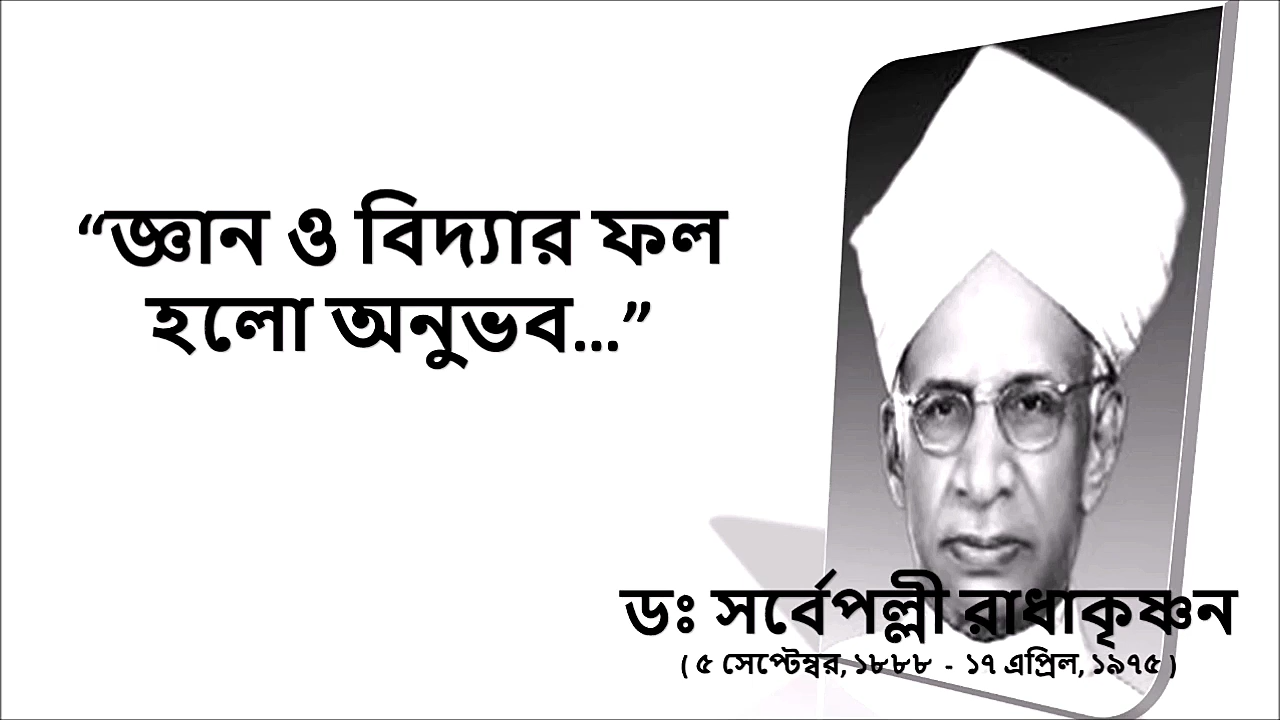 “জ্ঞান ও বিদ্যার ফল
হলো অনুভব...”
ডঃ সর্বেপল্লী রাধাকৃষ্ণন
( ৫ সেপ্টেম্বর, ১৮৮৮ - ১৭ এপ্রিল, ১৯৭৫ )